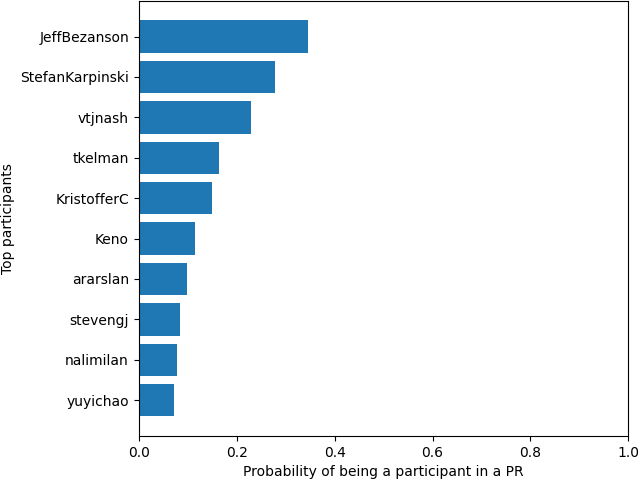 JeffBezanson
StefanKarpinski
vtjnash
tkelman
KristofferC
Keno
ararslan
stevengj
nalimilan
yuyichao
Top participants
0.0 0.2 0.4 0.6 0.8 1.0
Probability of being a participant in a PR